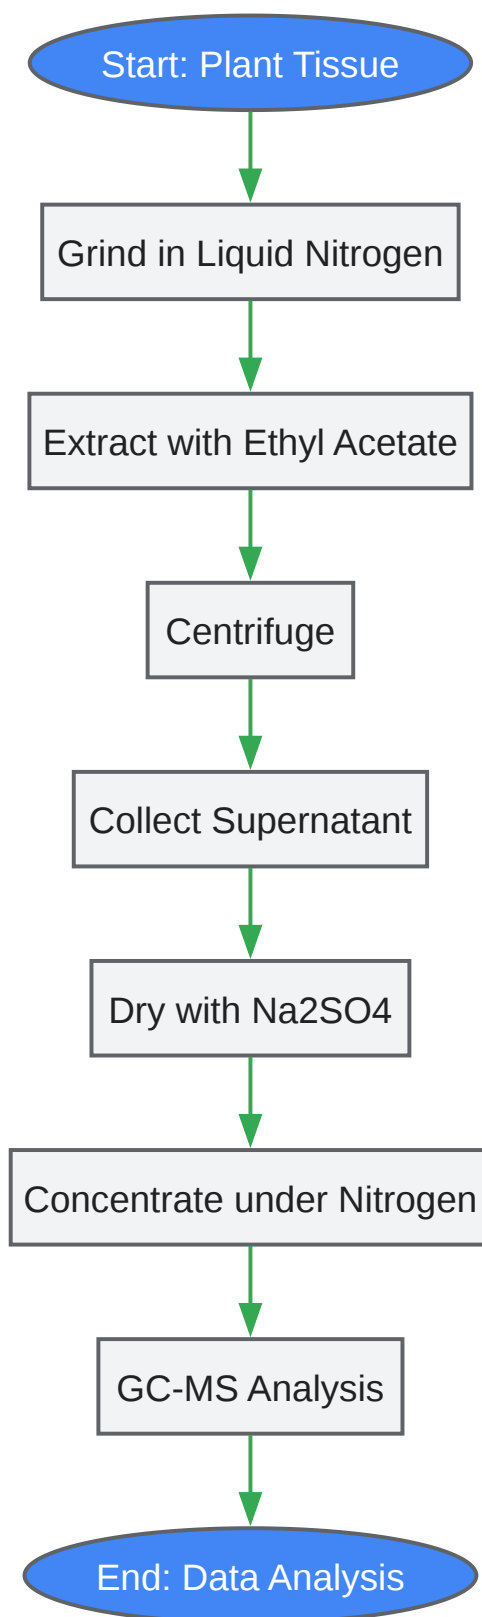 Start: Plant Tissue
Grind in Liquid Nitrogen
Extract with Ethyl Acetate
Centrifuge
Collect Supernatant
Dry with Na2SO4
Concentrate under Nitrogen
GC-MS Analysis
End: Data Analysis